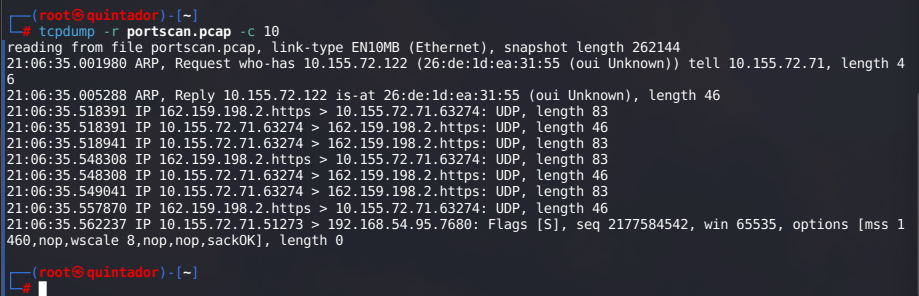 ┌──(root㉿quintador)-[~]
└─# tcpdump -r portscan.pcap -c 10
reading from file portscan.pcap, link-type EN10MB (Ethernet), snapshot length 262144
21:06:35.001980 ARP, Request who-has 10.155.72.122 (26:de:1d:ea:31:55 (oui Unknown)) tell 10.155.72.71, length 4
6
21:06:35.005288 ARP, Reply 10.155.72.122 is-at 26:de:1d:ea:31:55 (oui Unknown), length 46
21:06:35.518391 IP 162.159.198.2.https > 10.155.72.71.63274: UDP, length 83
21:06:35.518391 IP 10.155.72.71.63274 > 162.159.198.2.https: UDP, length 46
21:06:35.518941 IP 10.155.72.71.63274 > 162.159.198.2.https: UDP, length 83
21:06:35.548308 IP 162.159.198.2.https > 10.155.72.71.63274: UDP, length 83
21:06:35.548308 IP 10.155.72.71.63274 > 162.159.198.2.https: UDP, length 46
21:06:35.549041 IP 10.155.72.71.63274 > 162.159.198.2.https: UDP, length 83
21:06:35.557870 IP 162.159.198.2.https > 10.155.72.71.63274: UDP, length 46
21:06:35.562237 IP 10.155.72.71.51273 > 192.168.54.95.7680: Flags [S], seq 2177584542, win 65535, options [mss 1
460,nop,wscale 8,nop,nop,sackOK], length 0
┌──(root㉿quintador)-[~]
└─#